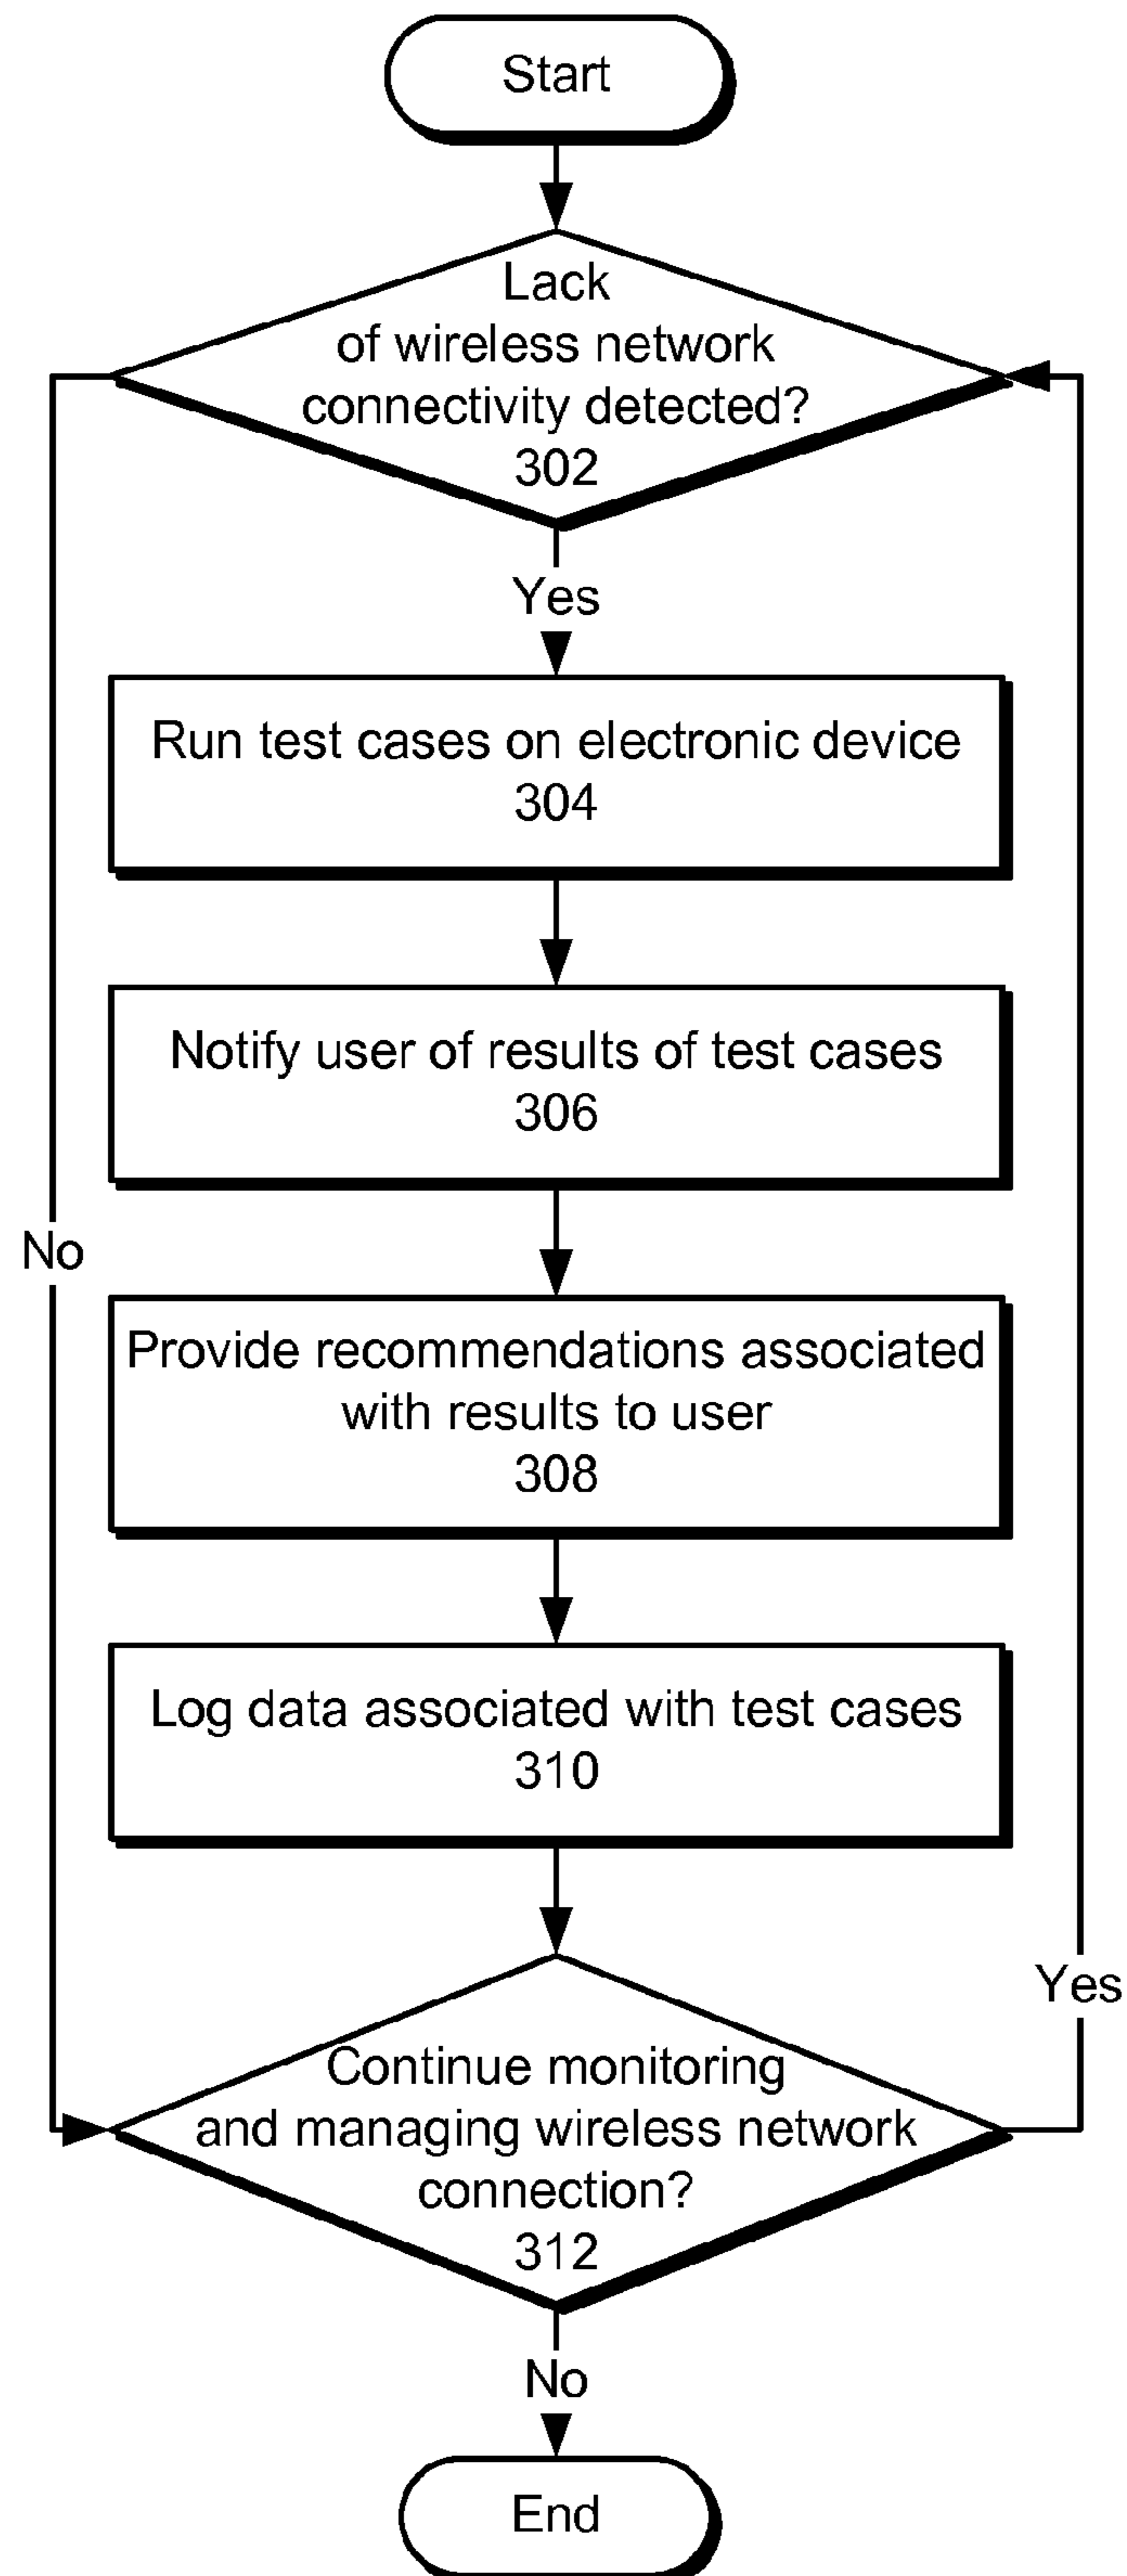 Start
Lack
of wireless network
connectivity detected?
302
Yes
Run test cases on electronic device
304
Notify user of results of test cases
306
No
Provide recommendations associated
with results to user
308
Log data associated with test cases
310
Yes
Continue monitoring
and managing wireless network
connection?
312
No
End